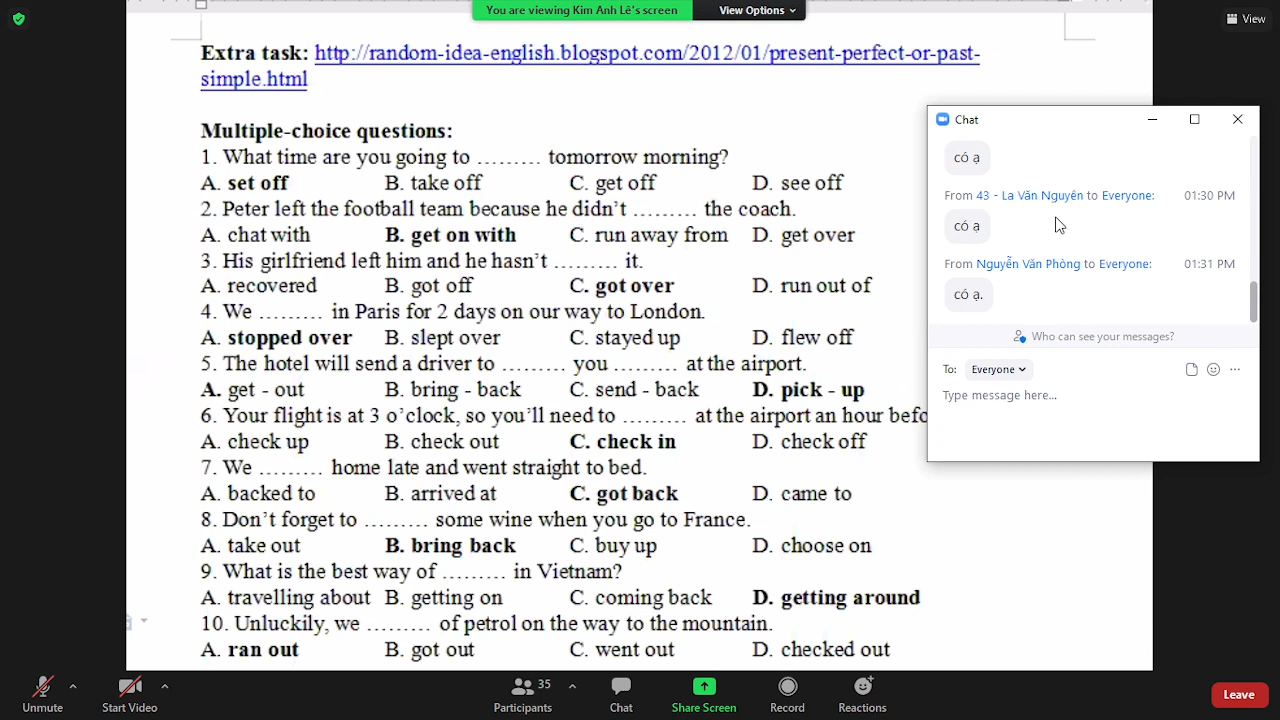 You are viewing Kim Anh Lê's screen
View Options
View
Extra task: http://random-idea-english.blogspot.com/2012/01/present-perfect-or-past-
simple.html
Multiple-choice questions:
1. What time are you going to ……… tomorrow morning?
A. set off B. take off C. get off D. see off
2. Peter left the football team because he didn't ……… the coach.
A. chat with B. get on with C. run away from D. get over
3. His girlfriend left him and he hasn't ……… it.
A. recovered B. got off C. got over D. run out of
4. We ……… in Paris for 2 days on our way to London.
A. stopped over B. slept over C. stayed up D. flew off
5. The hotel will send a driver to ……… you ……… at the airport.
A. get - out B. bring - back C. send - back D. pick - up
6. Your flight is at 3 o'clock, so you'll need to ……… at the airport an hour befo
A. check up B. check out C. check in D. check off
7. We ……… home late and went straight to bed.
A. backed to B. arrived at C. got back D. came to
8. Don't forget to ……… some wine when you go to France.
A. take out B. bring back C. buy up D. choose on
9. What is the best way of ……… in Vietnam?
A. travelling about B. getting on C. coming back D. getting around
10. Unluckily, we ……… of petrol on the way to the mountain.
A. ran out B. got out C. went out D. checked out
Chat
có ạ
From 43 - La Văn Nguyên to Everyone: 01:30 PM
có ạ
From Nguyễn Văn Phòng to Everyone: 01:31 PM
có ạ.
Who can see your messages?
To: Everyone
Type message here...
Unmute
Start Video
35
Participants
Chat
Share Screen
Record
Reactions
Leave